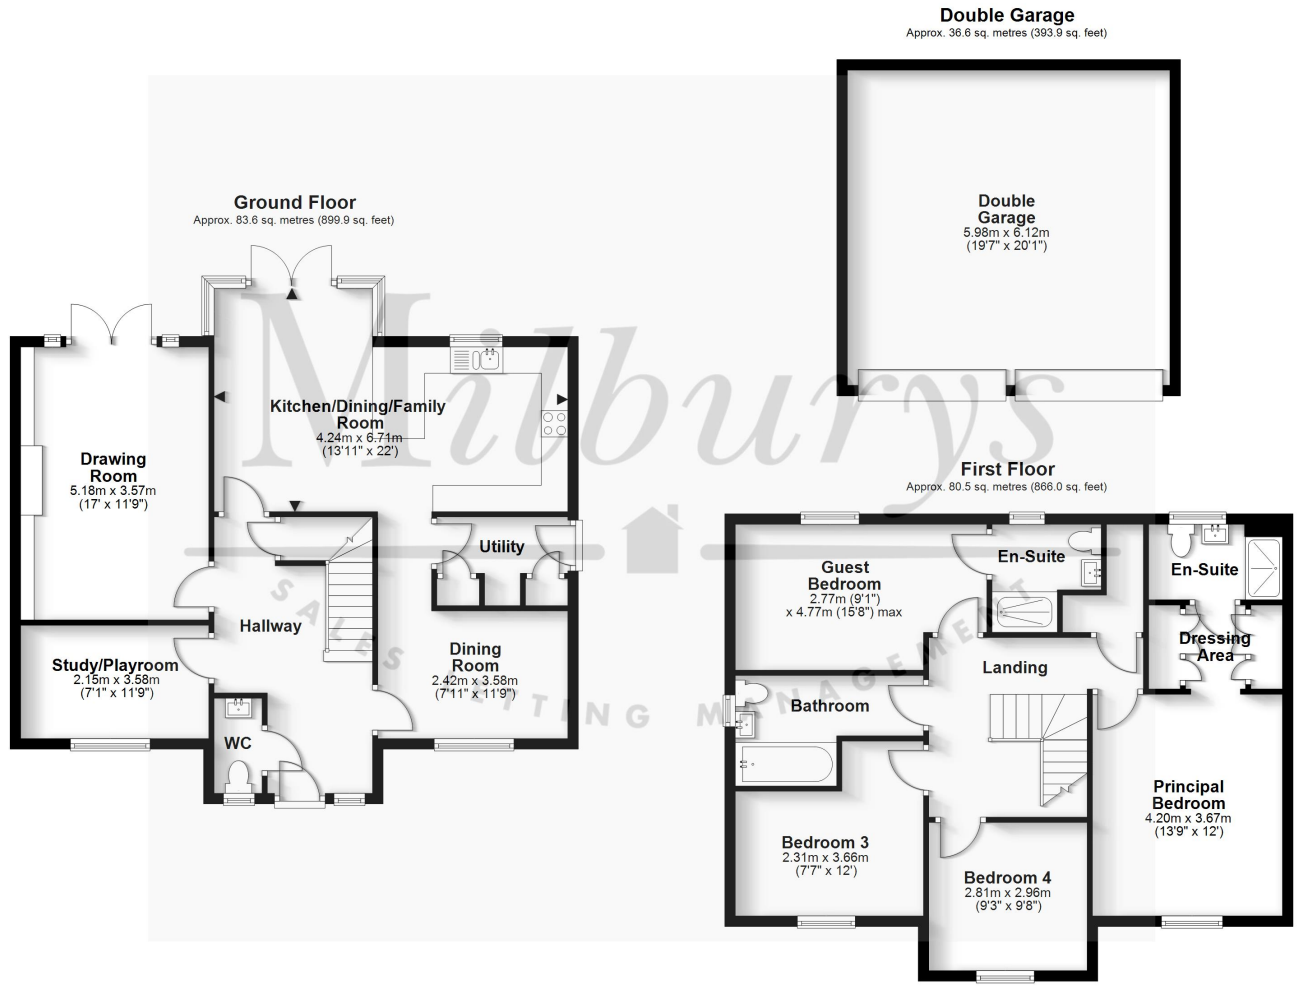 Double Garage
Approx. 36.6 sq. metres (393.9 sq. feet)
Double
Garage
5.98m x 6.12m
(19'7" x 20'1")
Ground Floor
Approx. 83.6 sq. metres (899.9 sq. feet)
Kitchen/Dining/Family
Room
4.24m x 6.71m
(13'11" x 22')
Drawing
Room
5.18m x 3.57m
(17' x 11'9")
Utility
Hallway
Study/Playroom
2.15m x 3.58m
(7'1" x 11'9")
Dining
Room
2.42m x 3.58m
(7'11" x 11'9")
WC
First Floor
Approx. 80.5 sq. metres (866.0 sq. feet)
Guest
Bedroom
2.77m (9'1")
x 4.77m (15'8") max
En-Suite
En-Suite
Dressing
Area
Landing
Bathroom
Principal
Bedroom
4.20m x 3.67m
(13'9" x 12')
Bedroom 3
2.31m x 3.66m
(7'7" x 12')
Bedroom 4
2.81m x 2.96m
(9'3" x 9'8")
Milburys
SALES LETTING MANAGEMENT